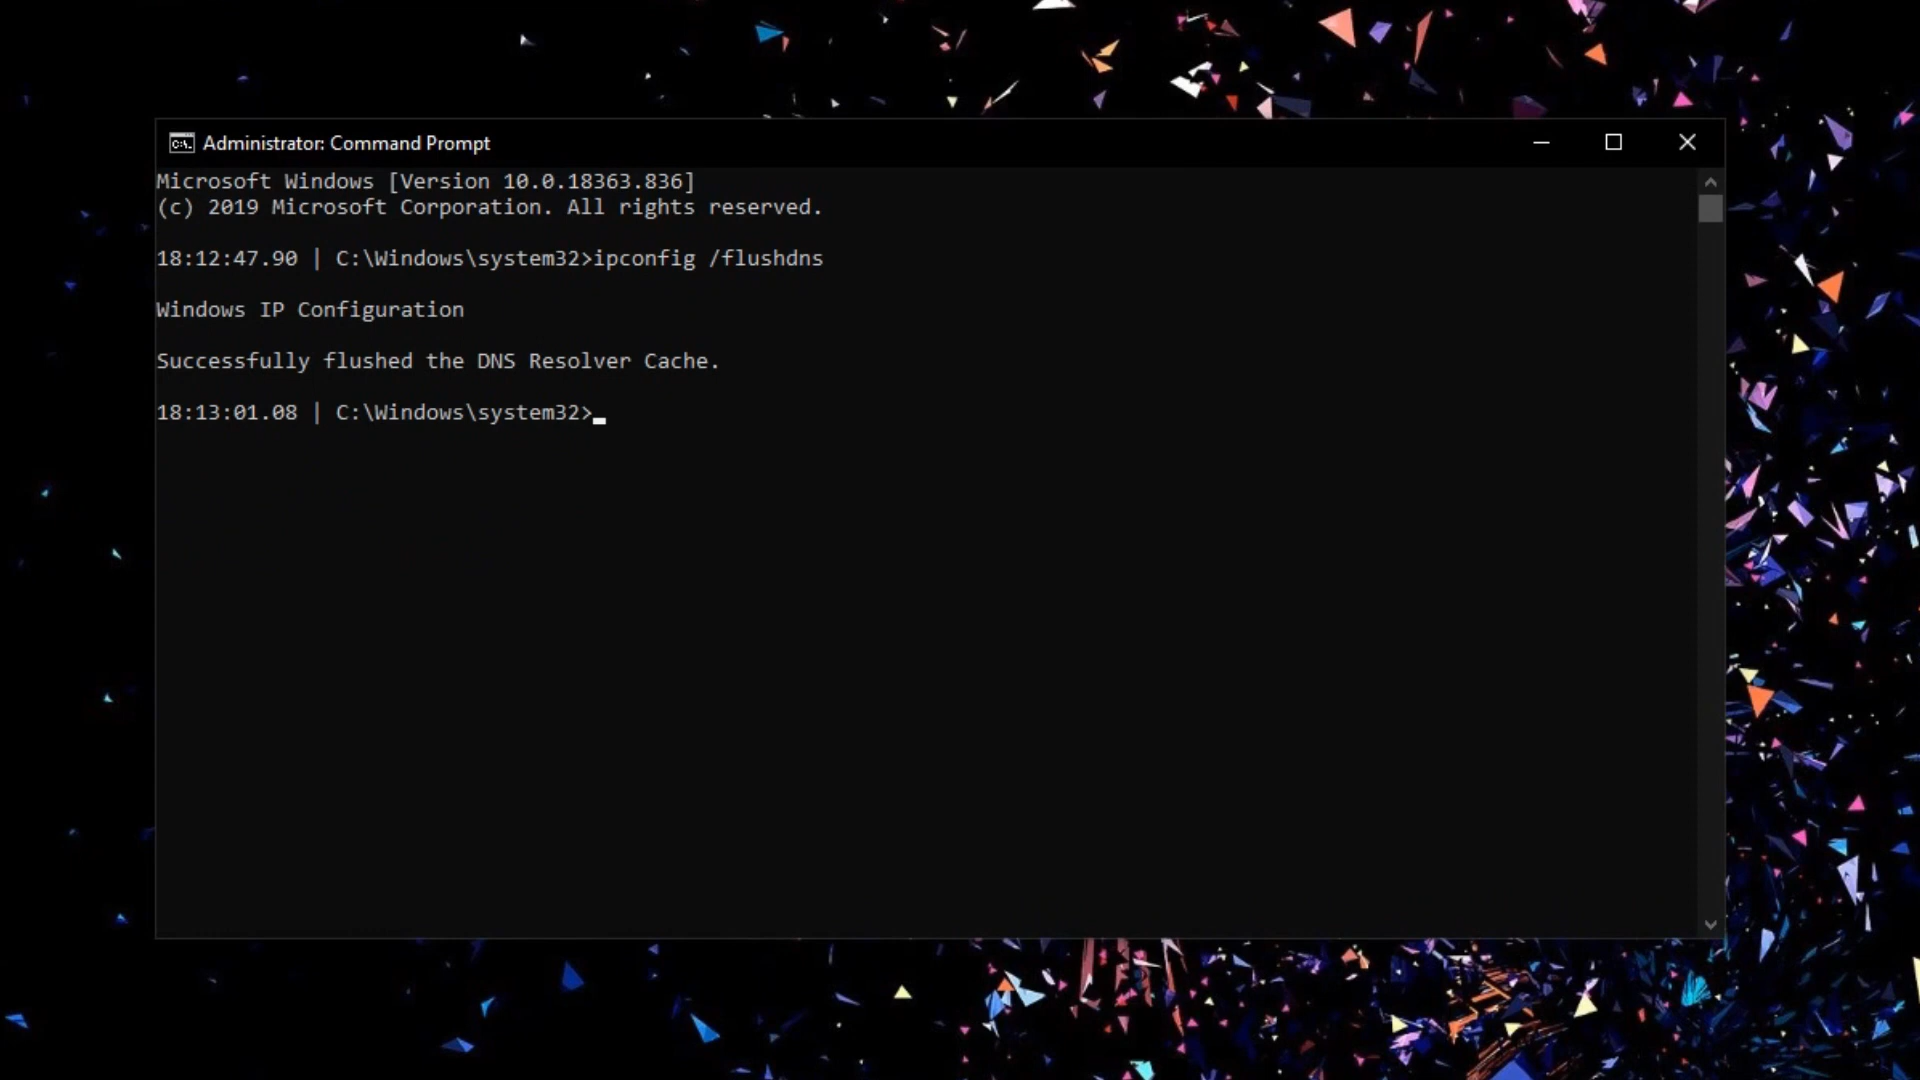 Administrator: Command Prompt
Microsoft Windows [Version 10.0.18363.836]
(c) 2019 Microsoft Corporation. All rights reserved.
18:12:47.90 | C:\Windows\system32>ipconfig /flushdns
Windows IP Configuration
Successfully flushed the DNS Resolver Cache.
18:13:01.08 | C:\Windows\system32>